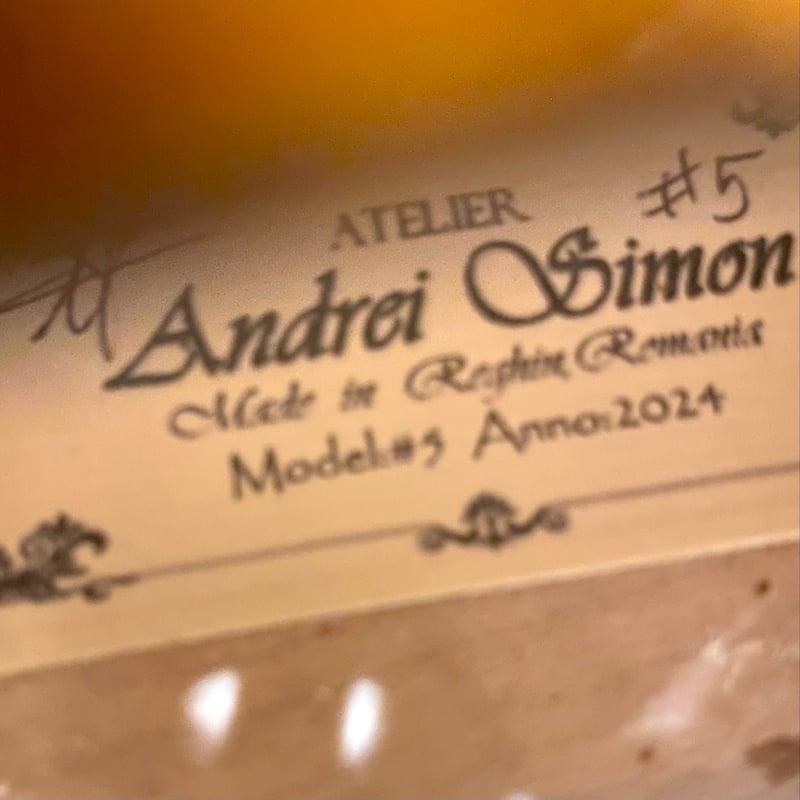 ATELIER #5
Andrei Simon
Made in Reghin, Romania
Model:#5 Anno:2024